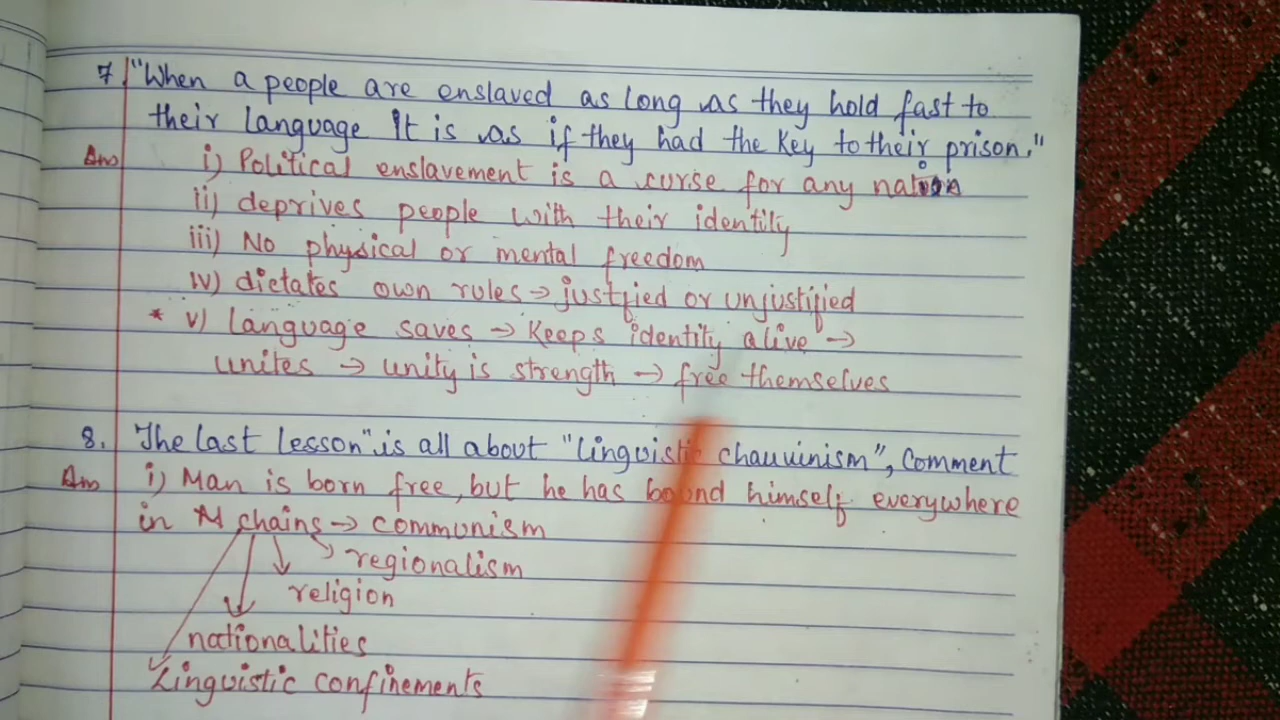 7 "When a people are enslaved as long as they hold fast to
their language It is as if they had the key to their prison."
Ans i) Political enslavement is a curse for any nation
ii) deprives people with their identity
iii) No physical or mental freedom
iv) dictates own rules → justified or unjustified
* v) language saves → Keeps identity alive →
unites → unity is strength → free themselves
8. "The last lesson" is all about "linguistic chauvinism", Comment
Ans i) Man is born free, but he has bound himself everywhere
in chains → communism
regionalism
religion
nationalities
Linguistic confinements